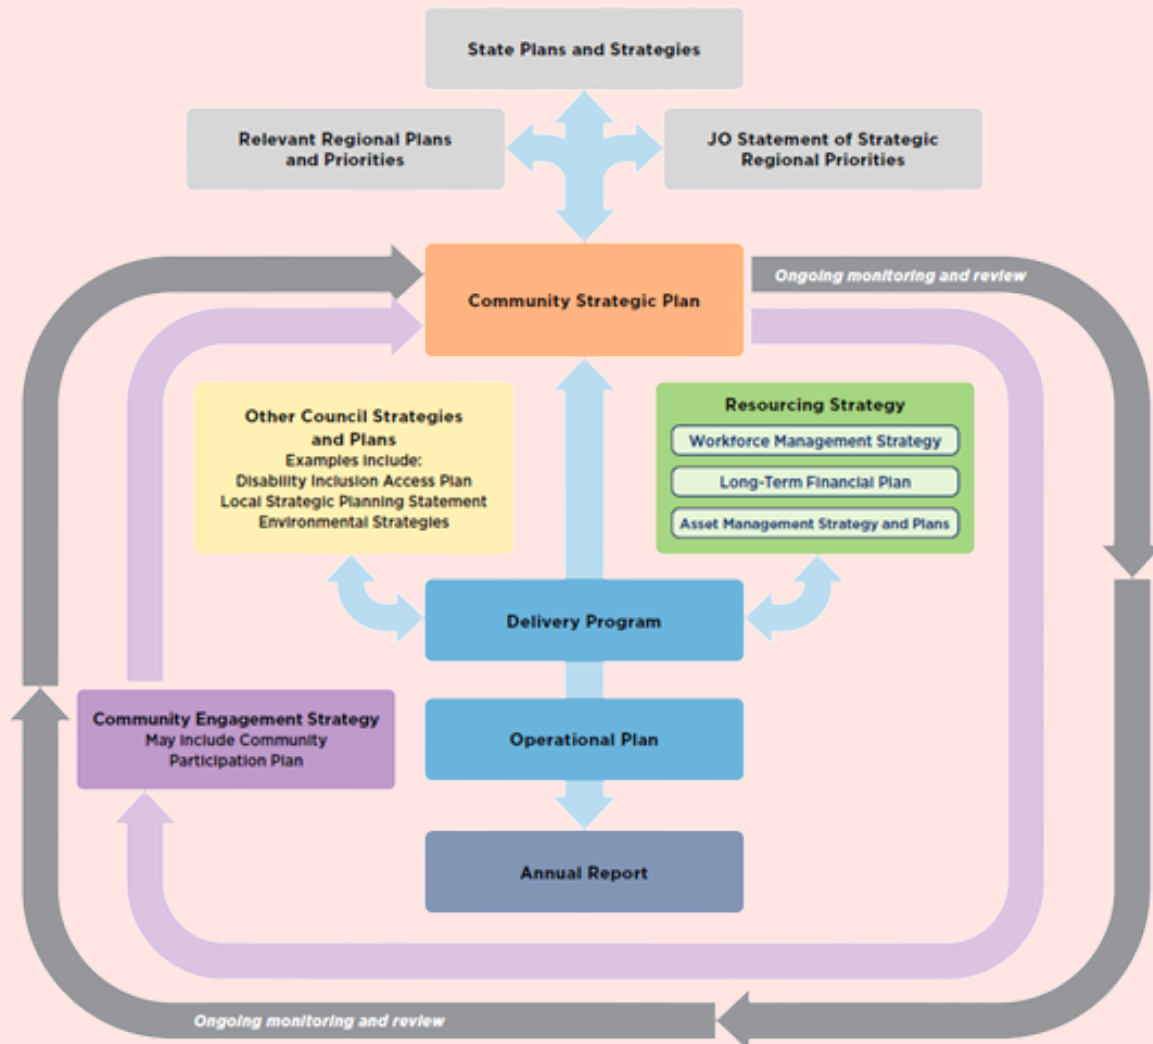 State Plans and Strategies
Relevant Regional Plans
and Priorities
JO Statement of Strategic
Regional Priorities
Community Strategic Plan
Ongoing monitoring and review
Other Council Strategies
and Plans
Examples include:
Disability Inclusion Access Plan
Local Strategic Planning Statement
Environmental Strategies
Resourcing Strategy
Workforce Management Strategy
Long-Term Financial Plan
Asset Management Strategy and Plans
Delivery Program
Community Engagement Strategy
May include Community
Participation Plan
Operational Plan
Annual Report
Ongoing monitoring and review